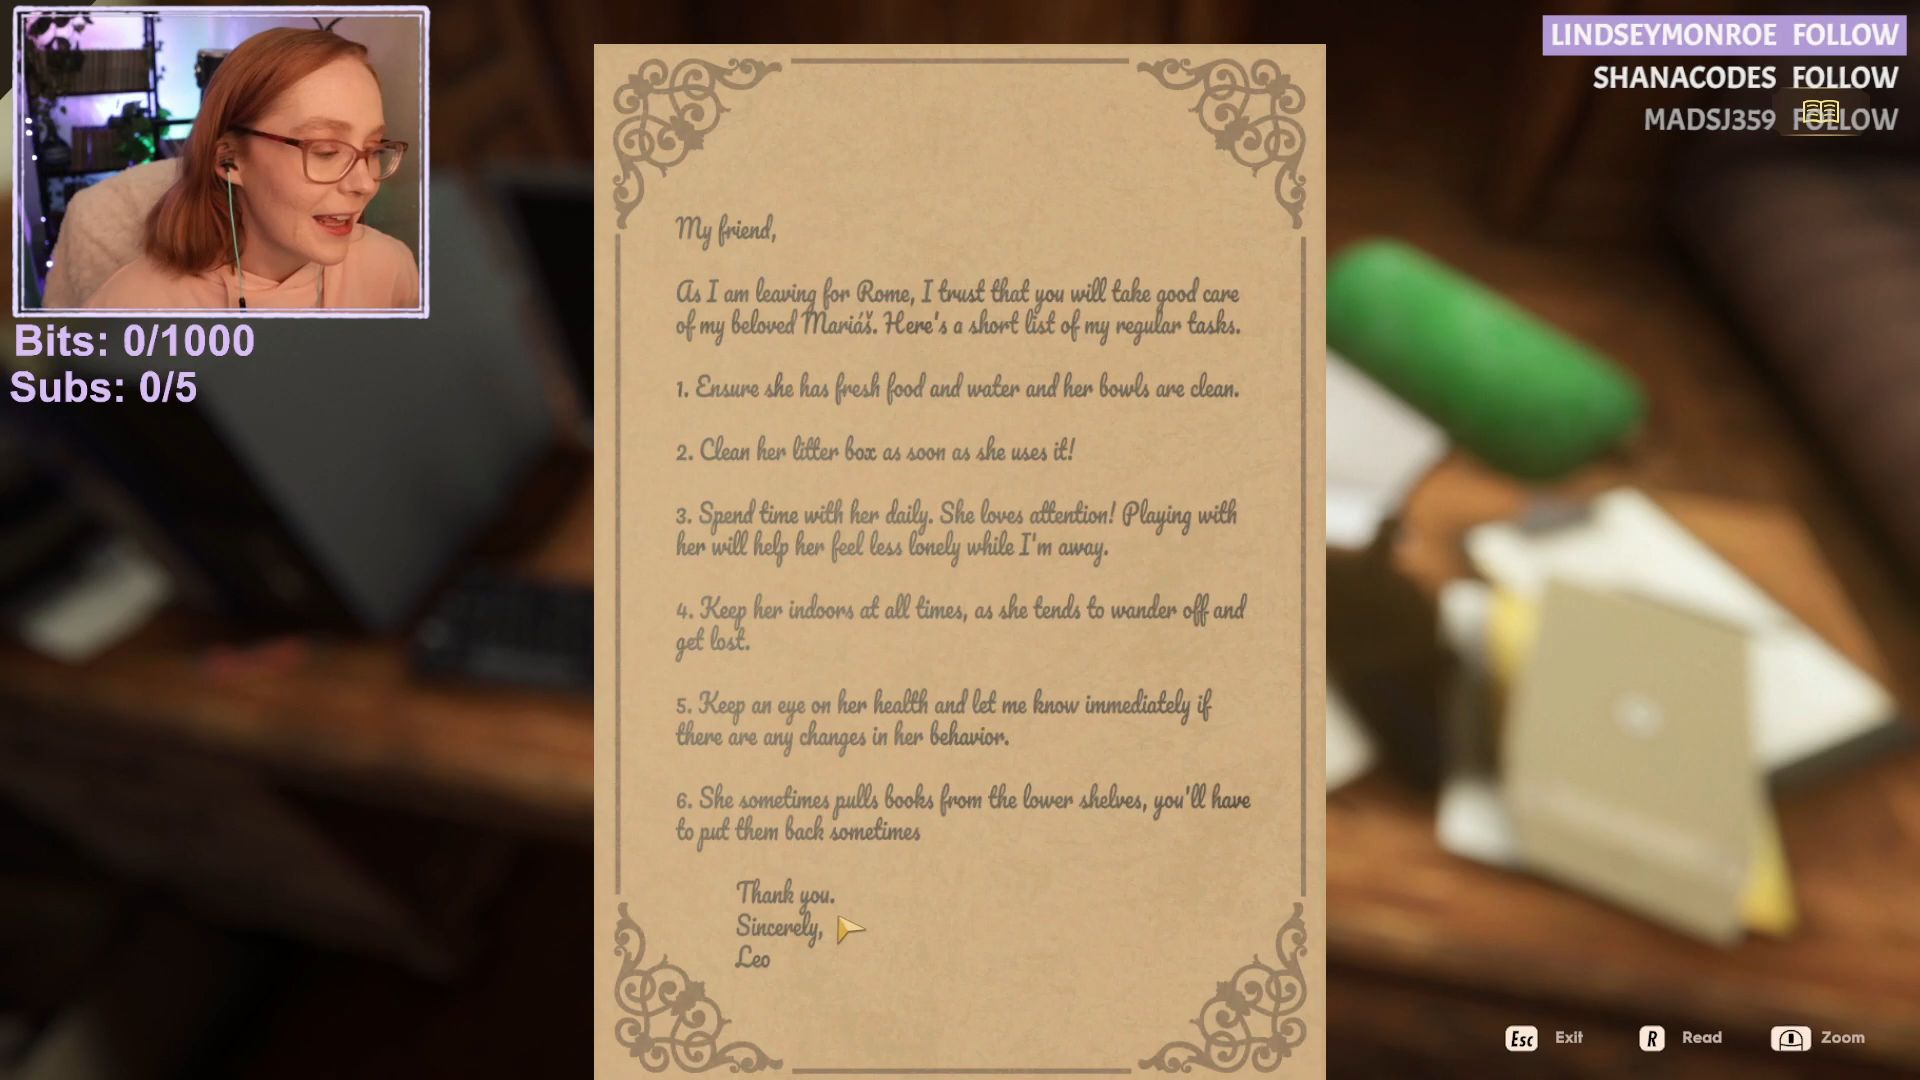 LINDSEYMONROE FOLLOW
SHANACODES FOLLOW
MADSJ359 FOLLOW
Bits: 0/1000
Subs: 0/5
My friend,
As I am leaving for Rome, I trust that you will take good care
of my beloved Mariáš. Here's a short list of my regular tasks.
1. Ensure she has fresh food and water and her bowls are clean.
2. Clean her litter box as soon as she uses it!
3. Spend time with her daily. She loves attention! Playing with
her will help her feel less lonely while I'm away.
4. Keep her indoors at all times, as she tends to wander off and
get lost.
5. Keep an eye on her health and let me know immediately if
there are any changes in her behavior.
6. She sometimes pulls books from the lower shelves, you'll have
to put them back sometimes
Thank you.
Sincerely,
Leo
Esc Exit R Read Zoom